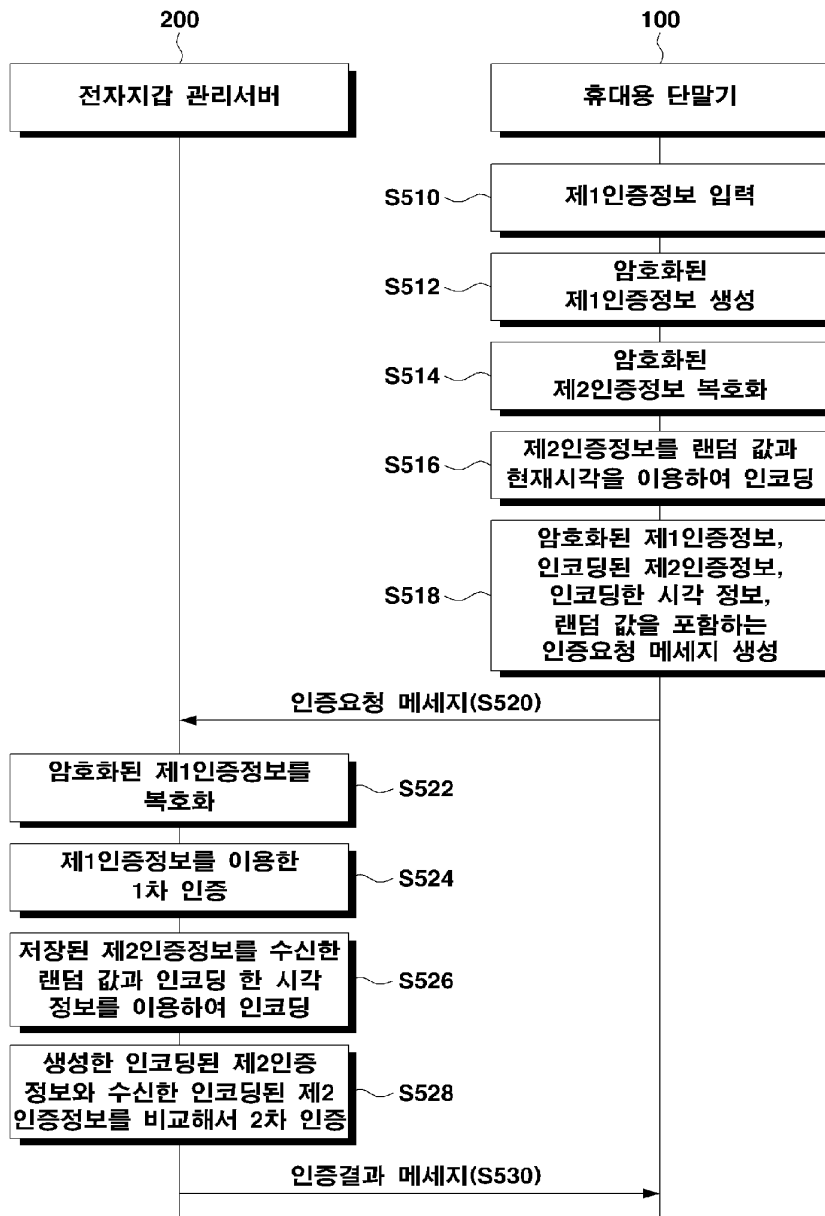 200
100
전자지갑 관리서버
휴대용 단말기
S510
제1인증정보 입력
S512
암호화된
제1인증정보 생성
S514
암호화된
제2인증정보 복호화
S516
제2인증정보를 랜덤 값과
현재시각을 이용하여 인코딩
S518
암호화된 제1인증정보,
인코딩된 제2인증정보,
인코딩한 시각 정보,
랜덤 값을 포함하는
인증요청 메세지 생성
인증요청 메세지(S520)
암호화된 제1인증정보를
복호화
S522
제1인증정보를 이용한
1차 인증
S524
저장된 제2인증정보를 수신한
랜덤 값과 인코딩 한 시각
정보를 이용하여 인코딩
S526
생성한 인코딩된 제2인증
정보와 수신한 인코딩된 제2
인증정보를 비교해서 2차 인증
S528
인증결과 메세지(S530)